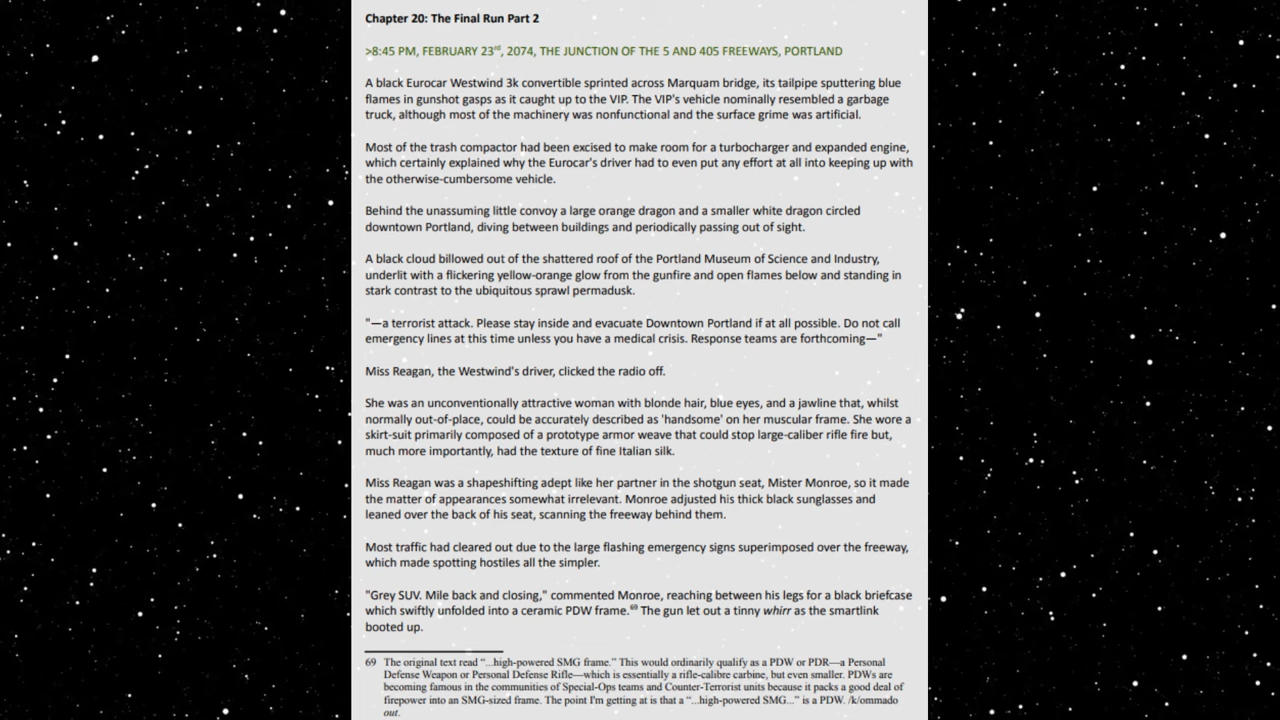 Chapter 20: The Final Run Part 2
>8:45 PM, FEBRUARY 23rd, 2074, THE JUNCTION OF THE 5 AND 405 FREEWAYS, PORTLAND
A black Eurocar Westwind 3k convertible sprinted across Marquam bridge, its tailpipe sputtering blue
flames in gunshot gasps as it caught up to the VIP. The VIP's vehicle nominally resembled a garbage
truck, although most of the machinery was nonfunctional and the surface grime was artificial.
Most of the trash compactor had been excised to make room for a turbocharger and expanded engine,
which certainly explained why the Eurocar's driver had to even put any effort at all into keeping up with
the otherwise-cumbersome vehicle.
Behind the unassuming little convoy a large orange dragon and a smaller white dragon circled
downtown Portland, diving between buildings and periodically passing out of sight.
A black cloud billowed out of the shattered roof of the Portland Museum of Science and Industry,
underlit with a flickering yellow-orange glow from the gunfire and open flames below and standing in
stark contrast to the ubiquitous sprawl permadusk.
"—a terrorist attack. Please stay inside and evacuate Downtown Portland if at all possible. Do not call
emergency lines at this time unless you have a medical crisis. Response teams are forthcoming—"
Miss Reagan, the Westwind's driver, clicked the radio off.
She was an unconventionally attractive woman with blonde hair, blue eyes, and a jawline that, whilst
normally out-of-place, could be accurately described as 'handsome' on her muscular frame. She wore a
skirt-suit primarily composed of a prototype armor weave that could stop large-caliber rifle fire but,
much more importantly, had the texture of fine Italian silk.
Miss Reagan was a shapeshifting adept like her partner in the shotgun seat, Mister Monroe, so it made
the matter of appearances somewhat irrelevant. Monroe adjusted his thick black sunglasses and
leaned over the back of his seat, scanning the freeway behind them.
Most traffic had cleared out due to the large flashing emergency signs superimposed over the freeway,
which made spotting hostiles all the simpler.
"Grey SUV. Mile back and closing," commented Monroe, reaching between his legs for a black briefcase
which swiftly unfolded into a ceramic PDW frame.69 The gun let out a tinny whirr as the smartlink
booted up.
69 The original text read “...high-powered SMG frame.” This would ordinarily qualify as a PDW or PDR—a Personal
Defense Weapon or Personal Defense Rifle—which is essentially a rifle-calibre carbine, but even smaller. PDWs are
becoming famous in the communities of Special-Ops teams and Counter-Terrorist units because it packs a good deal of
firepower into an SMG-sized frame. The point I'm getting at is that a “...high-powered SMG...” is a PDW. /k/ommado
out.